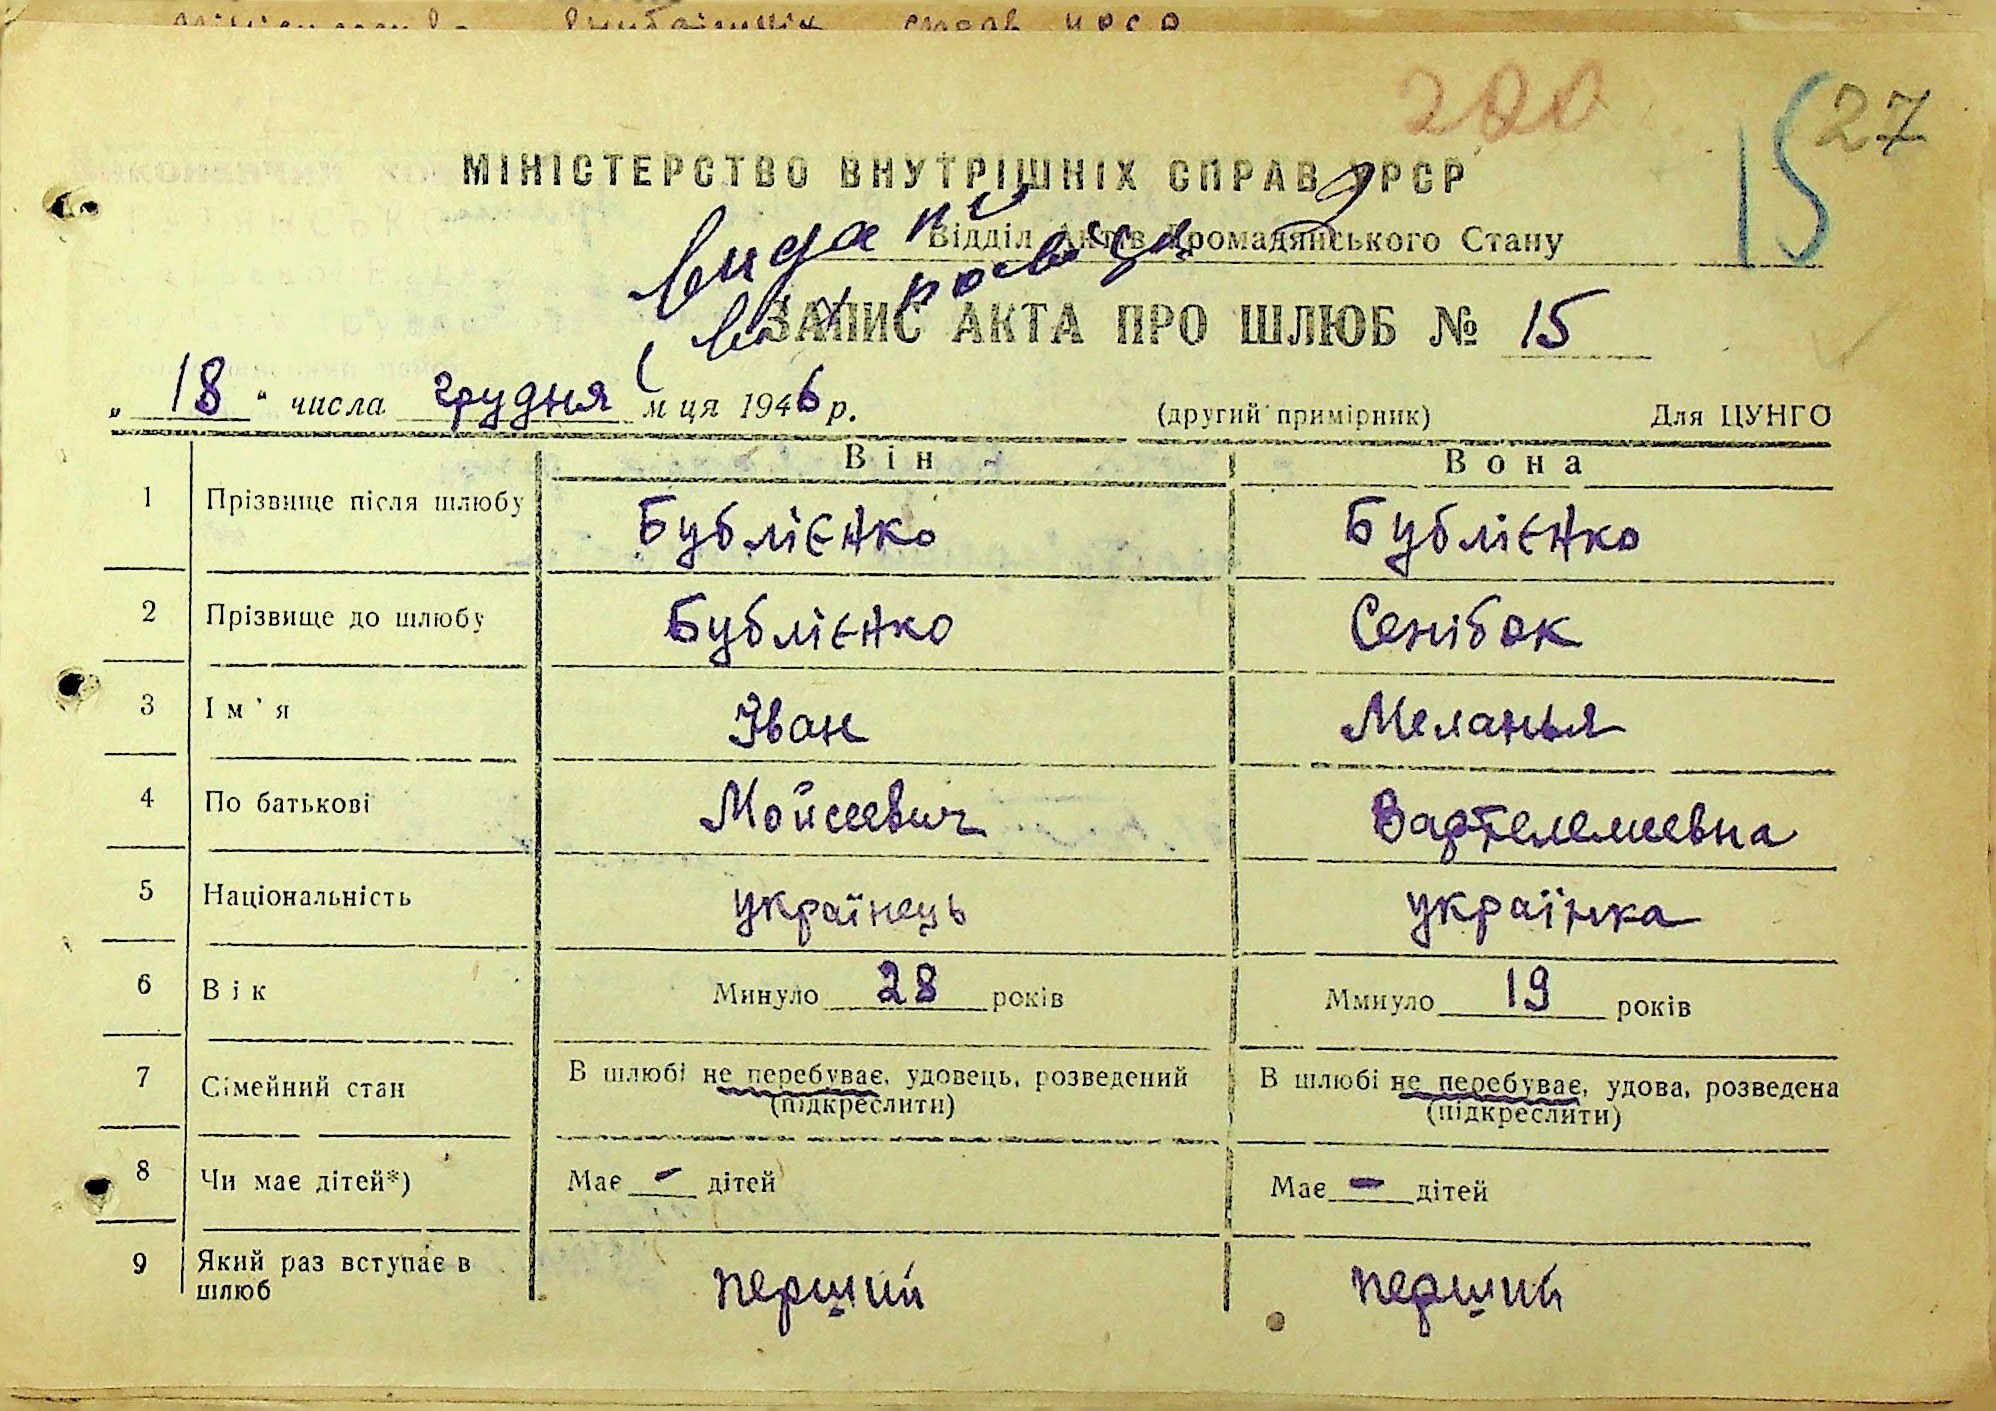 200
15 27
МІНІСТЕРСТВО ВНУТРІШНІХ СПРАВ УРСР
Відділ Актів Громадянського Стану
видані 2
посвідч
ЗАПИС АКТА ПРО ШЛЮБ № 15
„ 18 “ числа грудня м ця 1946 р. (другий примірник) Для ЦУНГО
Він Вона
1 Прізвище після шлюбу Бублієнко Бублієнко
2 Прізвище до шлюбу Бублієнко Сенібок
3 Ім'я Іван Меланья
4 По батькові Мойсеевич Вартелемеевна
5 Національність українець українка
6 Вік Минуло 28 років Ммнуло 19 років
7 Сімейний стан В шлюбі не перебуває, удовець, розведений В шлюбі не перебуває, удова, розведена
(підкреслити) (підкреслити)
8 Чи має дітей*) Має - дітей Має - дітей
9 Який раз вступає в шлюб перший перший